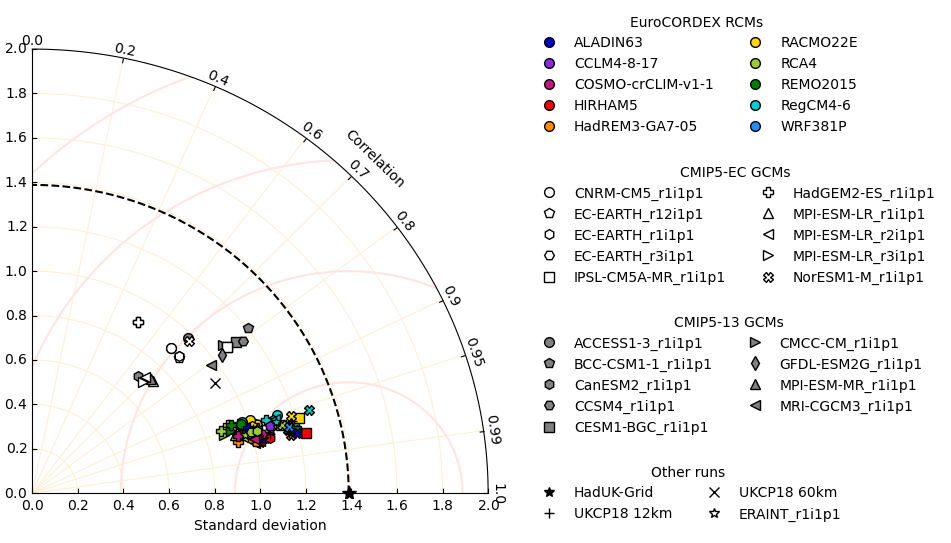 EuroCORDEX RCMs
ALADIN63
RACMO22E
CCLM4-8-17
RCA4
COSMO-crCLIM-v1-1
REMO2015
HIRHAM5
RegCM4-6
HadREM3-GA7-05
WRF381P
CMIP5-EC GCMs
CNRM-CM5_r1i1p1
HadGEM2-ES_r1i1p1
EC-EARTH_r12i1p1
MPI-ESM-LR_r1i1p1
EC-EARTH_r1i1p1
MPI-ESM-LR_r2i1p1
EC-EARTH_r3i1p1
MPI-ESM-LR_r3i1p1
IPSL-CM5A-MR_r1i1p1
NorESM1-M_r1i1p1
CMIP5-13 GCMs
ACCESS1-3_r1i1p1
CMCC-CM_r1i1p1
BCC-CSM1-1_r1i1p1
GFDL-ESM2G_r1i1p1
CanESM2_r1i1p1
MPI-ESM-MR_r1i1p1
CCSM4_r1i1p1
MRI-CGCM3_r1i1p1
CESM1-BGC_r1i1p1
Other runs
HadUK-Grid
UKCP18 60km
UKCP18 12km
ERAINT_r1i1p1
0.0
0.2
0.4
0.6
Correlation
0.7
0.8
0.9
0.95
0.99
1.0
2.0
1.8
1.6
1.4
1.2
1.0
0.8
0.6
0.4
0.2
0.0
0.0
0.2
0.4
0.6
0.8
1.0
1.2
1.4
1.6
1.8
2.0
Standard deviation